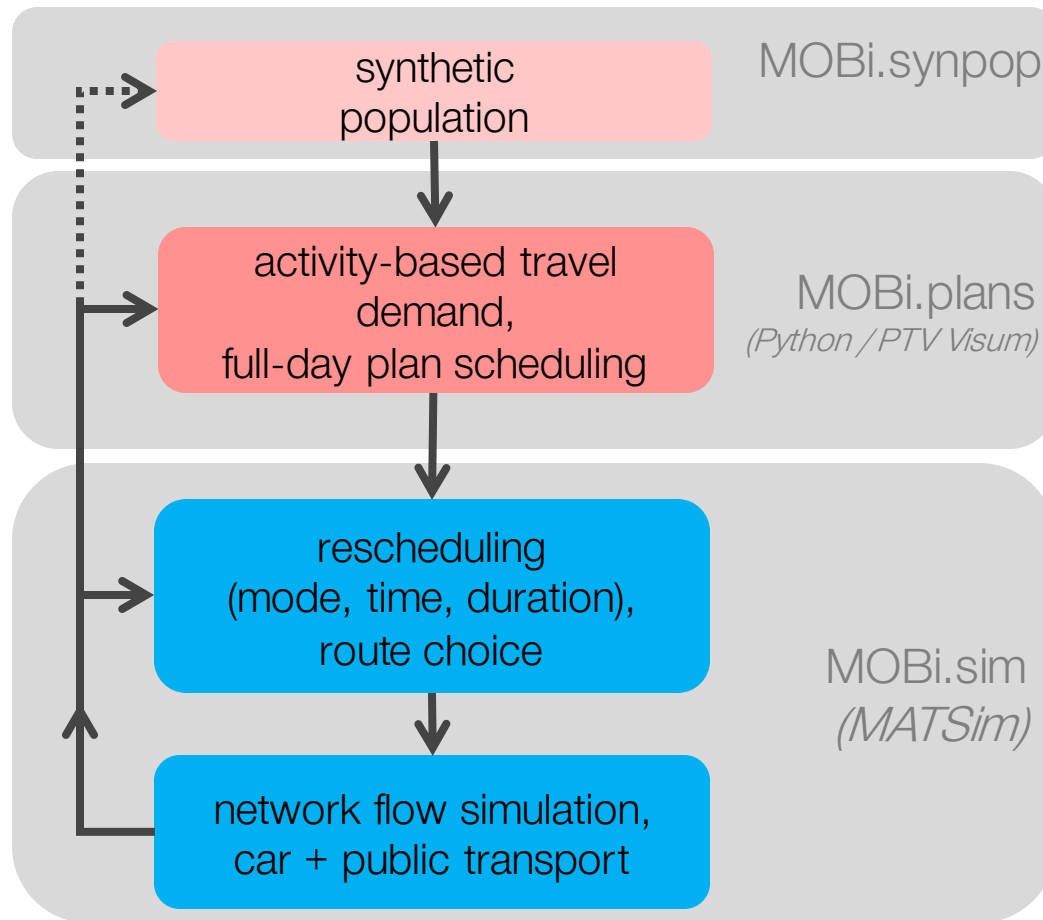 synthetic
population
MOBi.synpop
activity-based travel
demand,
full-day plan scheduling
MOBi.plans
(Python / PTV Visum)
rescheduling
(mode, time, duration),
route choice
MOBi.sim
(MATSim)
network flow simulation,
car + public transport